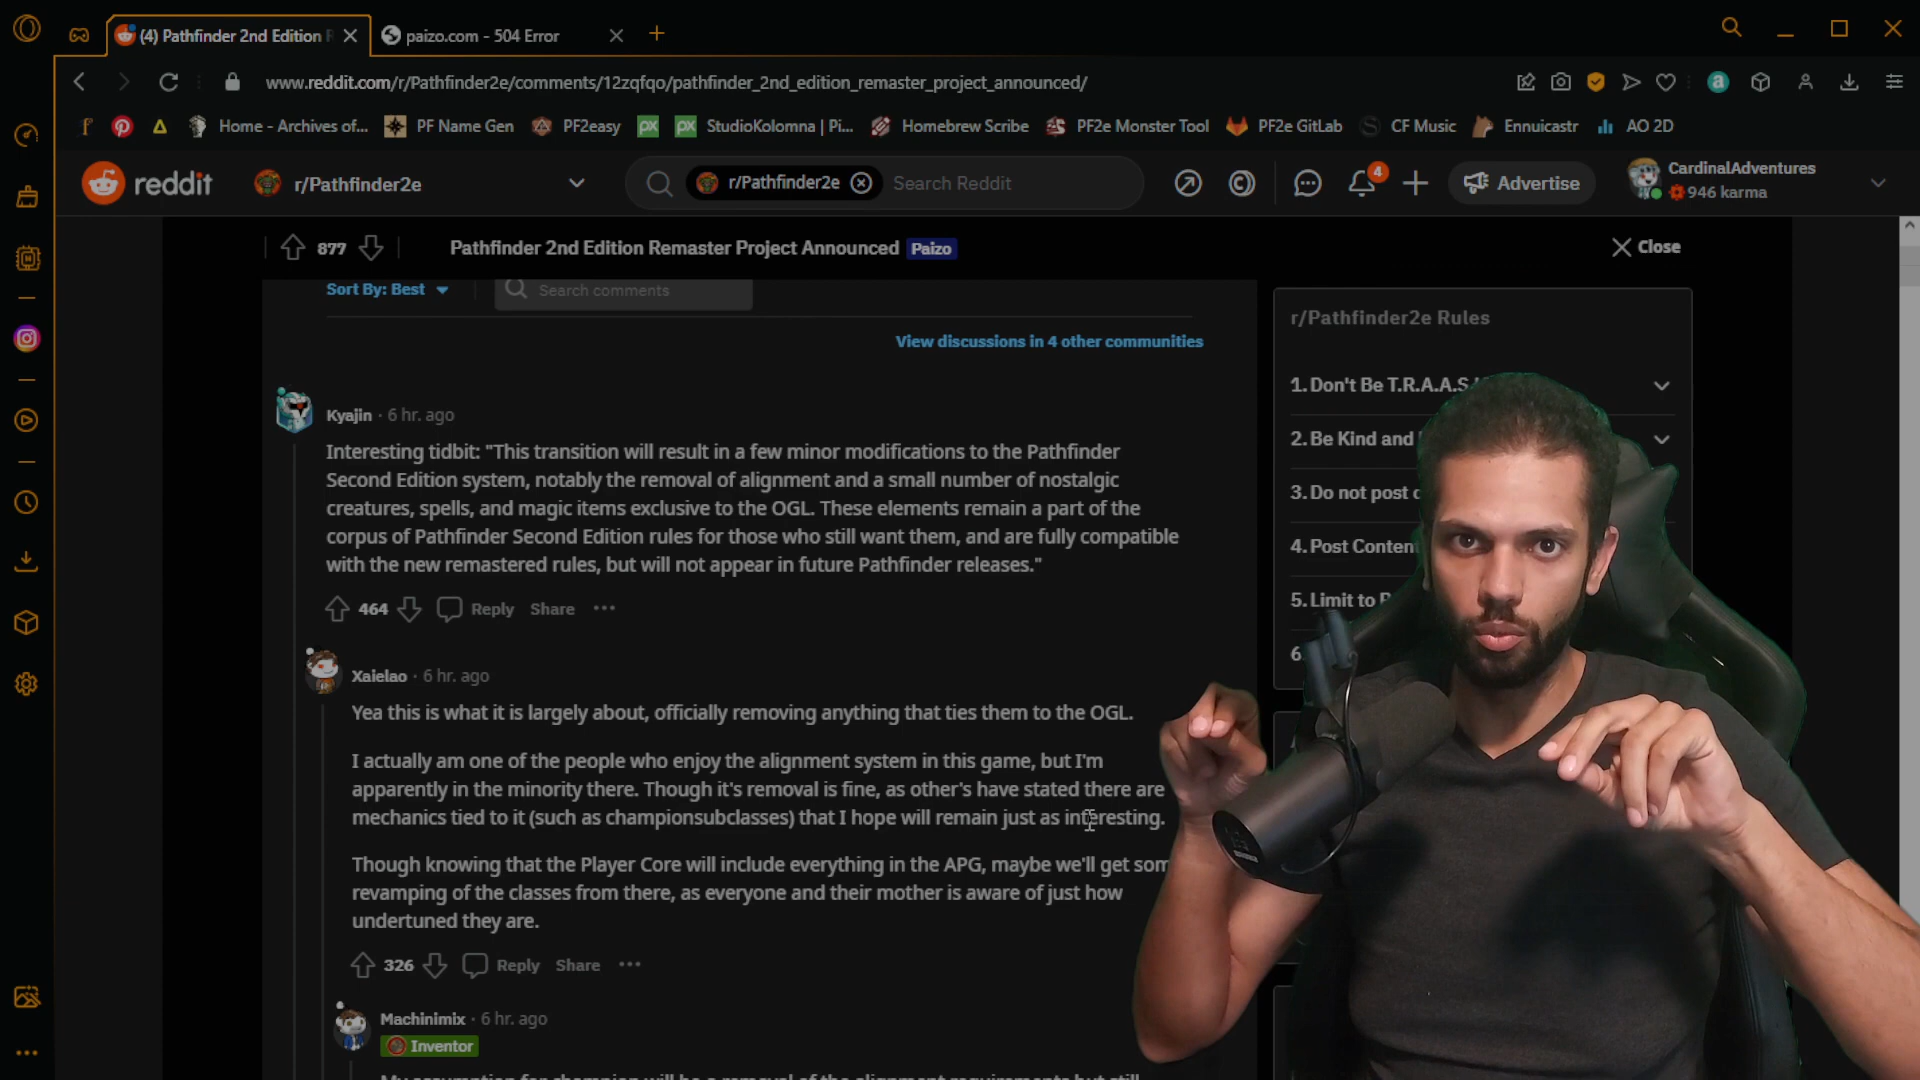 (4) Pathfinder 2nd Edition
paizo.com - 504 Error
www.reddit.com/r/Pathfinder2e/comments/12zqfqo/pathfinder_2nd_edition_remaster_project_announced/
Home - Archives of...
PF Name Gen
PF2easy
px
px
StudioKolomna | Pi...
Homebrew Scribe
PF2e Monster Tool
PF2e GitLab
CF Music
Ennuicastr
AO 2D
reddit
r/Pathfinder2e
r/Pathfinder2e
Search Reddit
4
Advertise
CardinalAdventures
946 karma
877
Pathfinder 2nd Edition Remaster Project Announced
Paizo
Close
Sort By: Best
Search comments
View discussions in 4 other communities
Kyajin · 6 hr. ago
Interesting tidbit: "This transition will result in a few minor modifications to the Pathfinder
Second Edition system, notably the removal of alignment and a small number of nostalgic
creatures, spells, and magic items exclusive to the OGL. These elements remain a part of the
corpus of Pathfinder Second Edition rules for those who still want them, and are fully compatible
with the new remastered rules, but will not appear in future Pathfinder releases."
464
Reply
Share
Xaielao · 6 hr. ago
Yea this is what it is largely about, officially removing anything that ties them to the OGL.
I actually am one of the people who enjoy the alignment system in this game, but I'm
apparently in the minority there. Though it's removal is fine, as other's have stated there are
mechanics tied to it (such as championsubclasses) that I hope will remain just as interesting.
Though knowing that the Player Core will include everything in the APG, maybe we'll get som
revamping of the classes from there, as everyone and their mother is aware of just how
undertuned they are.
326
Reply
Share
Machinimix · 6 hr. ago
Inventor
r/Pathfinder2e Rules
1. Don't Be T.R.A.A.S
2. Be Kind and
3. Do not post
4. Post Content
5. Limit to
6.